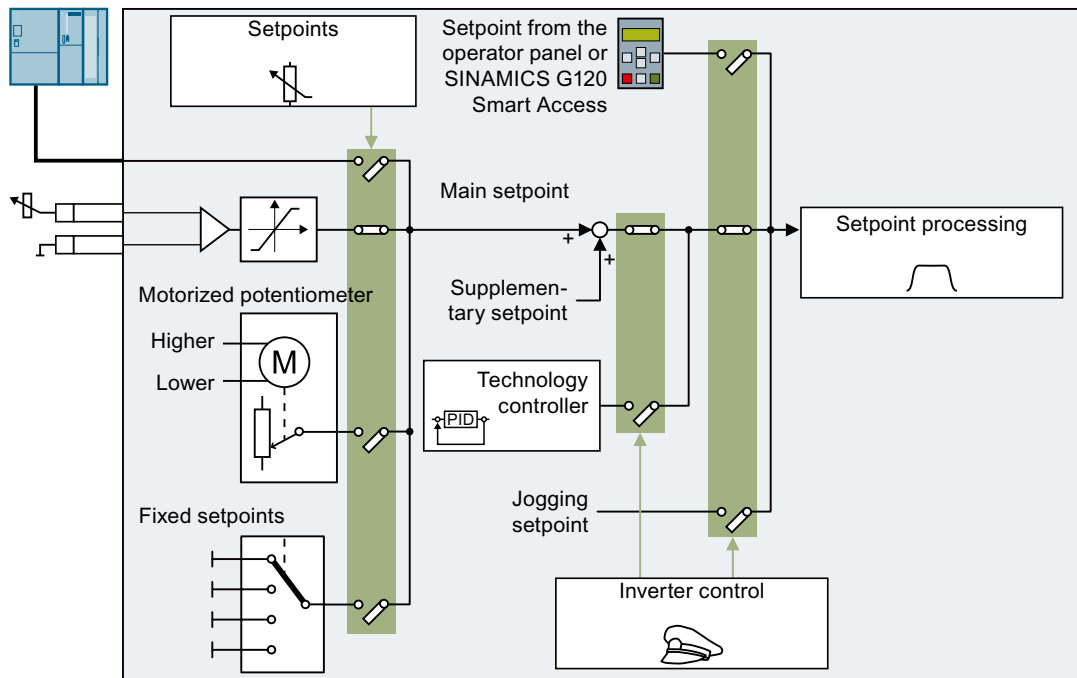 Setpoints
Setpoint from the
operator panel or
SINAMICS G120
Smart Access
Main setpoint
+
+
Setpoint processing
Supplemen-
tary setpoint
Motorized potentiometer
Higher
Lower
M
Technology
controller
PID
Jogging
setpoint
Fixed setpoints
Inverter control